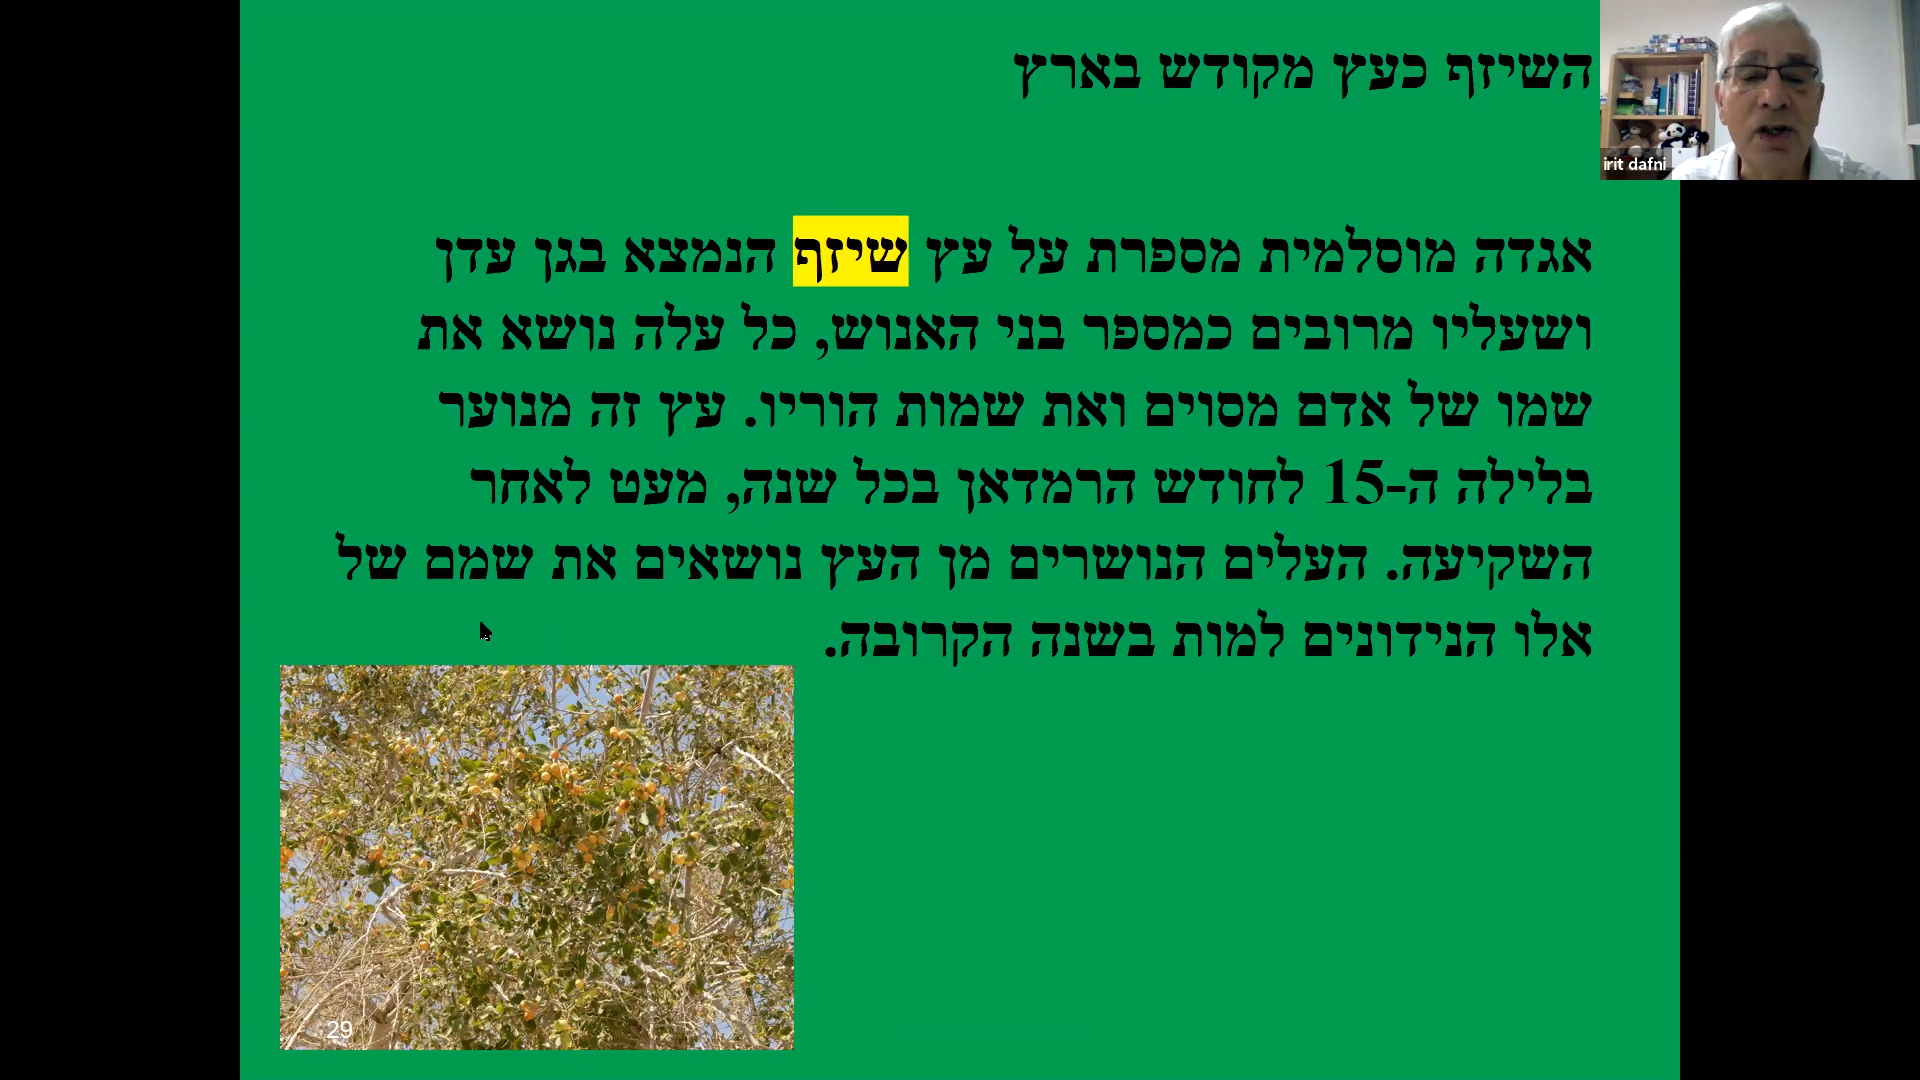 השיזף כעץ מקודש בארץ
irit dafni
אגדה מוסלמית מספרת על עץ שיזף הנמצא בגן עדן
ושעליו מרובים כמספר בני האנוש, כל עלה נושא את
שמו של אדם מסוים ואת שמות הוריו. עץ זה מנוער
בלילה ה-15 לחודש הרמדאן בכל שנה, מעט לאחר
השקיעה. העלים הנושרים מן העץ נושאים את שמם של
אלו הנידונים למות בשנה הקרובה.
29